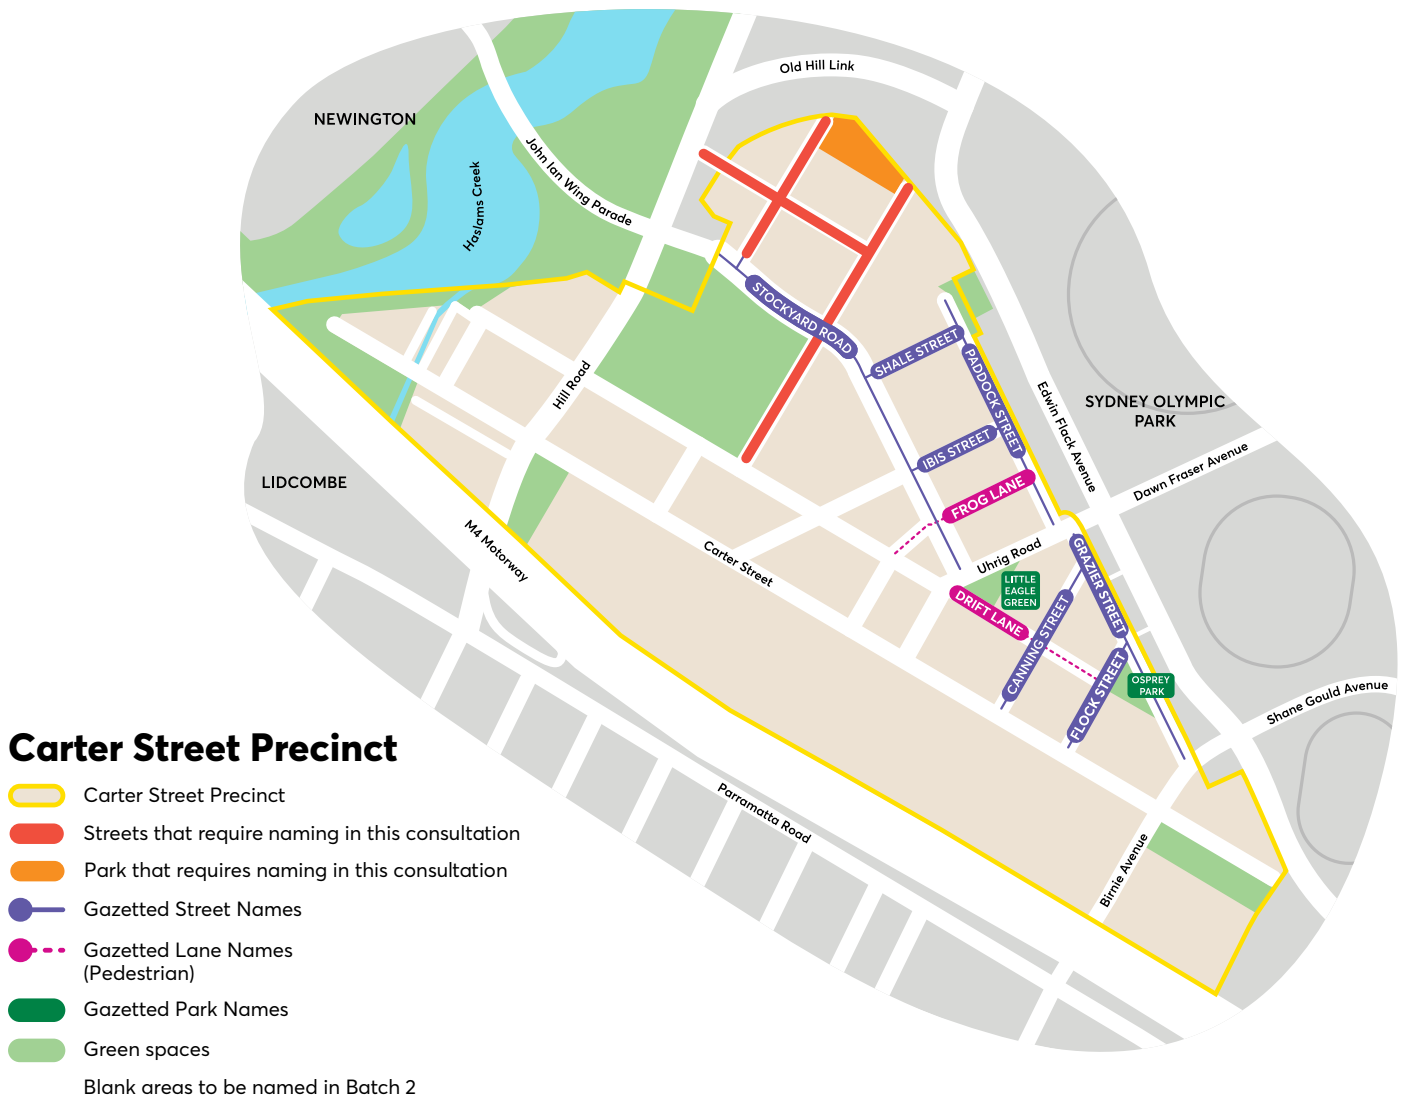 Old Hill Link
NEWINGTON
John Ian Wing Parade
Haslams Creek
STOCKYARD ROAD
SHALE STREET
PADDOCK STREET
Hill Road
Edwin Flack Avenue
SYDNEY OLYMPIC
PARK
IBIS STREET
Dawn Fraser Avenue
LIDCOMBE
FROG LANE
M4 Motorway
Carter Street
Uhrig Road
GRAZIER STREET
LITTLE
EAGLE
GREEN
DRIFT LANE
CANNING STREET
FLOCK STREET
OSPREY
PARK
Shane Gould Avenue
Parramatta Road
Birnie Avenue
Carter Street Precinct
Carter Street Precinct
Streets that require naming in this consultation
Park that requires naming in this consultation
Gazetted Street Names
Gazetted Lane Names
(Pedestrian)
Gazetted Park Names
Green spaces
Blank areas to be named in Batch 2